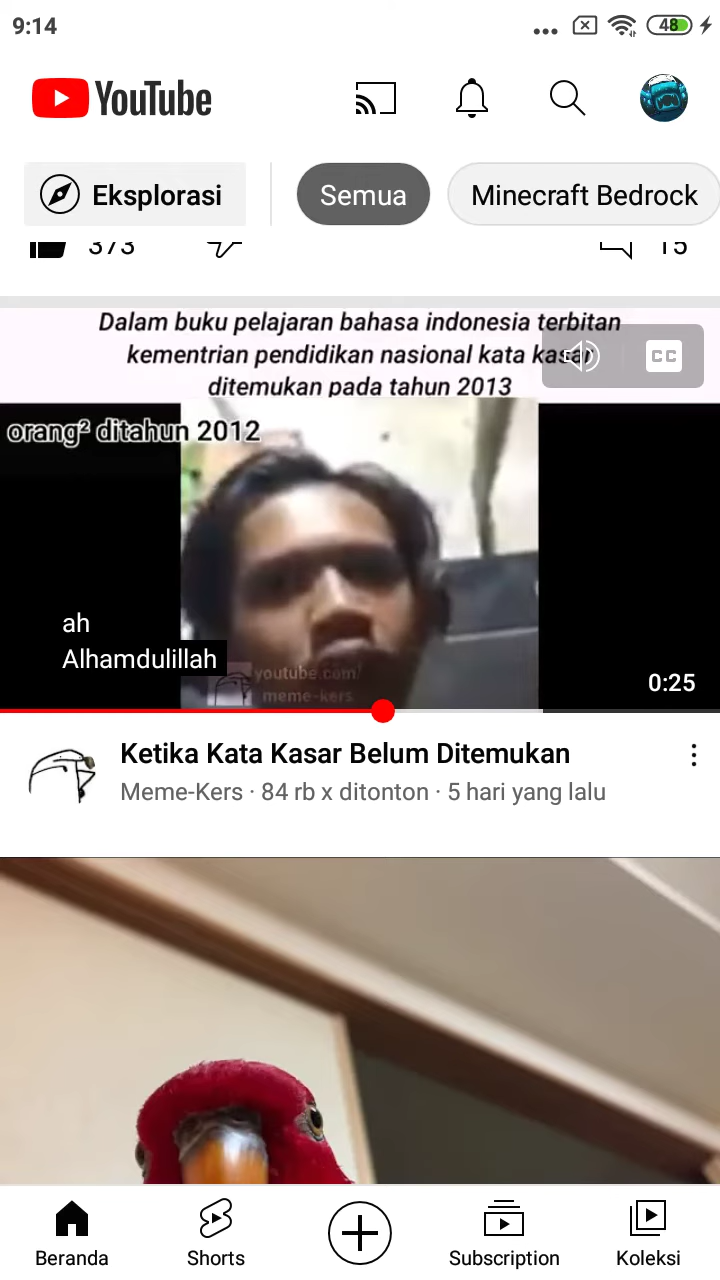 9:14
48
YouTube
Eksplorasi
Semua
Minecraft Bedrock
373
15
Dalam buku pelajaran bahasa indonesia terbitan
kementrian pendidikan nasional kata kasar
ditemukan pada tahun 2013
CC
orang² ditahun 2012
ah
Alhamdulillah
youtube.com/
meme-kers
0:25
Ketika Kata Kasar Belum Ditemukan
Meme-Kers · 84 rb x ditonton · 5 hari yang lalu
Beranda
Shorts
Subscription
Koleksi